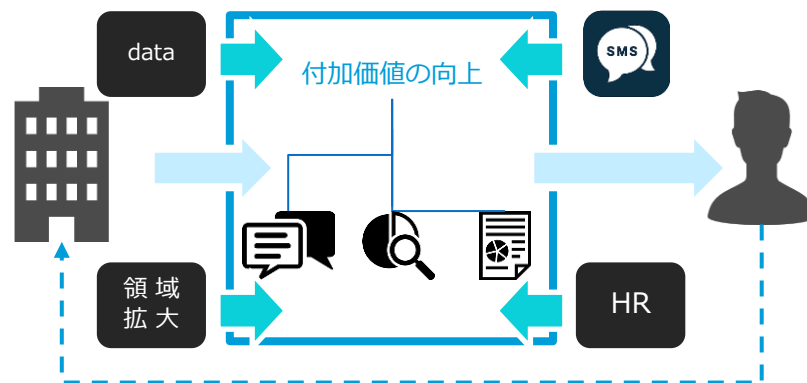 data
SMS
付加価値の向上
領 域
拡 大
HR